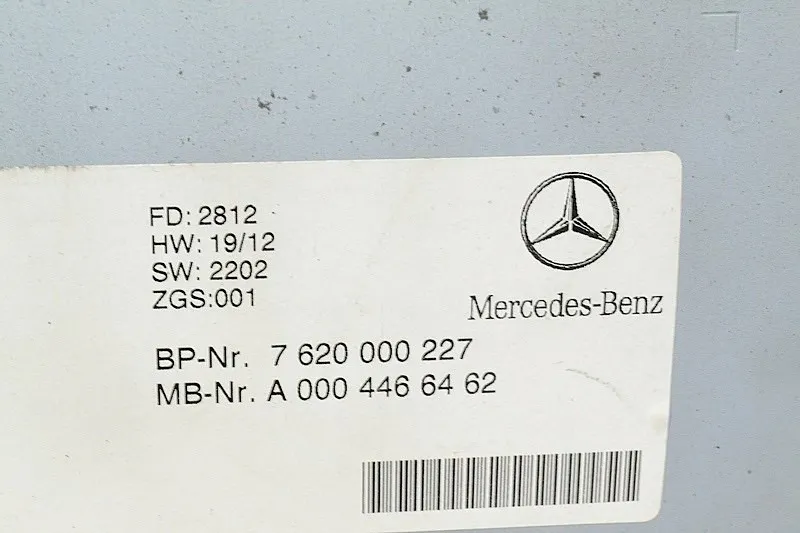 FD: 2812
HW: 19/12
SW: 2202
ZGS:001
Mercedes-Benz
BP-Nr. 7 620 000 227
MB-Nr. A 000 446 64 62